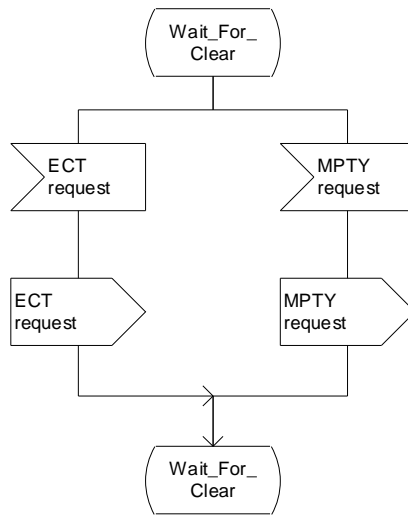 Wait_For_
Clear
ECT
request
MPTY
request
ECT
request
MPTY
request
Wait_For_
Clear